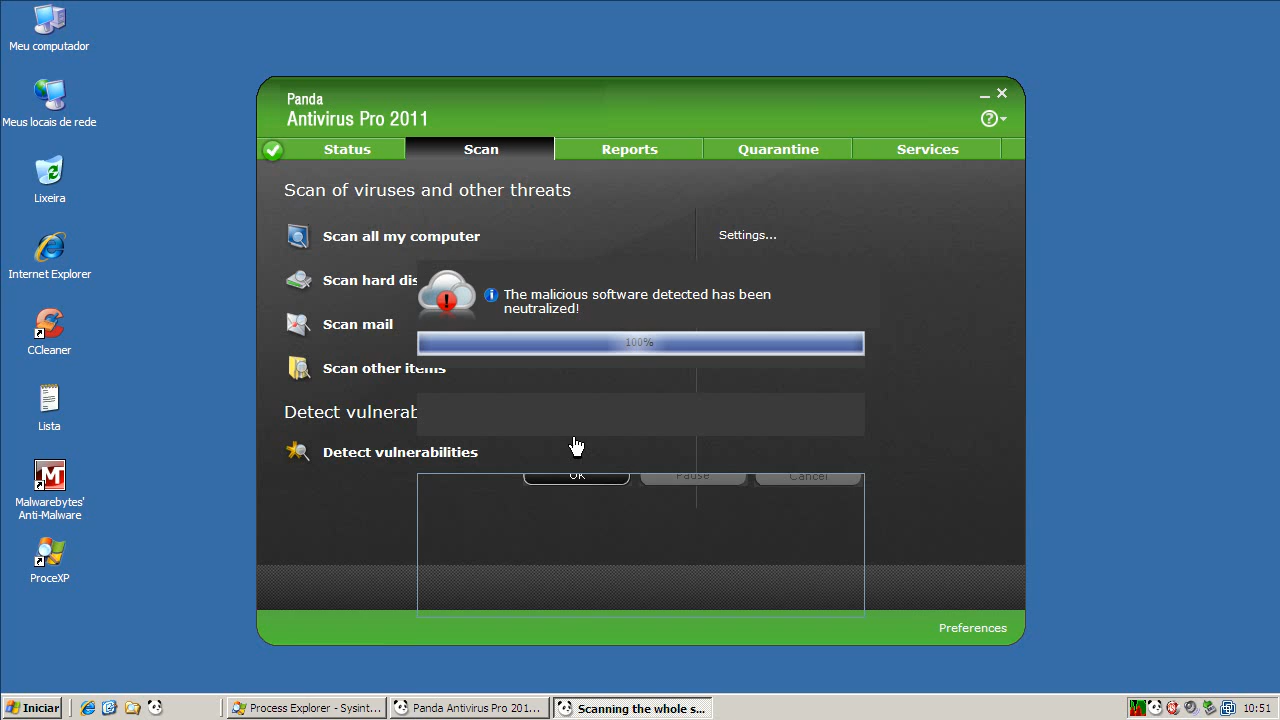 Meu computador
Meus locais de rede
Lixeira
Internet Explorer
CCleaner
Lista
Malwarebytes'
Anti-Malware
ProceXP
Panda
Antivirus Pro 2011
Status
Scan
Reports
Quarantine
Services
Scan of viruses and other threats
Scan all my computer
Settings...
Scan hard dis
The malicious software detected has been
neutralized!
Scan mail
100%
Scan other items
Detect vulnerab
Detect vulnerabilities
OK
Pause
Cancel
Preferences
Iniciar
Process Explorer - Sysint...
Panda Antivirus Pro 201...
Scanning the whole s...
10:51